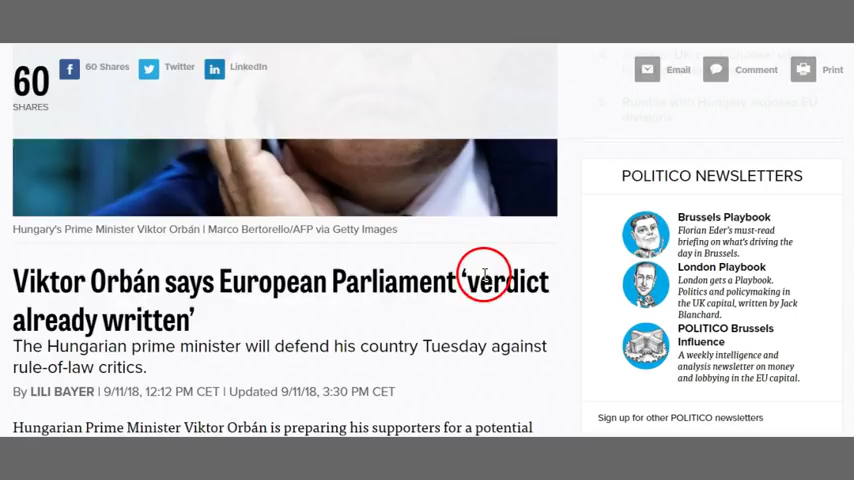 60
SHARES
60 Shares
Twitter
LinkedIn
Email
Comment
Print
5 Rumble with Hungary exposes EU
divisions
Hungary's Prime Minister Viktor Orbán | Marco Bertorello/AFP via Getty Images
Viktor Orbán says European Parliament ‘verdict
already written’
The Hungarian prime minister will defend his country Tuesday against
rule-of-law critics.
By LILI BAYER | 9/11/18, 12:12 PM CET | Updated 9/11/18, 3:30 PM CET
Hungarian Prime Minister Viktor Orbán is preparing his supporters for a potential
POLITICO NEWSLETTERS
Brussels Playbook
Florian Eder's must-read
briefing on what's driving the
day in Brussels.
London Playbook
London gets a Playbook.
Politics and policymaking in
the UK capital, written by Jack
Blanchard.
POLITICO Brussels
Influence
A weekly intelligence and
analysis newsletter on money
and lobbying in the EU capital.
Sign up for other POLITICO newsletters